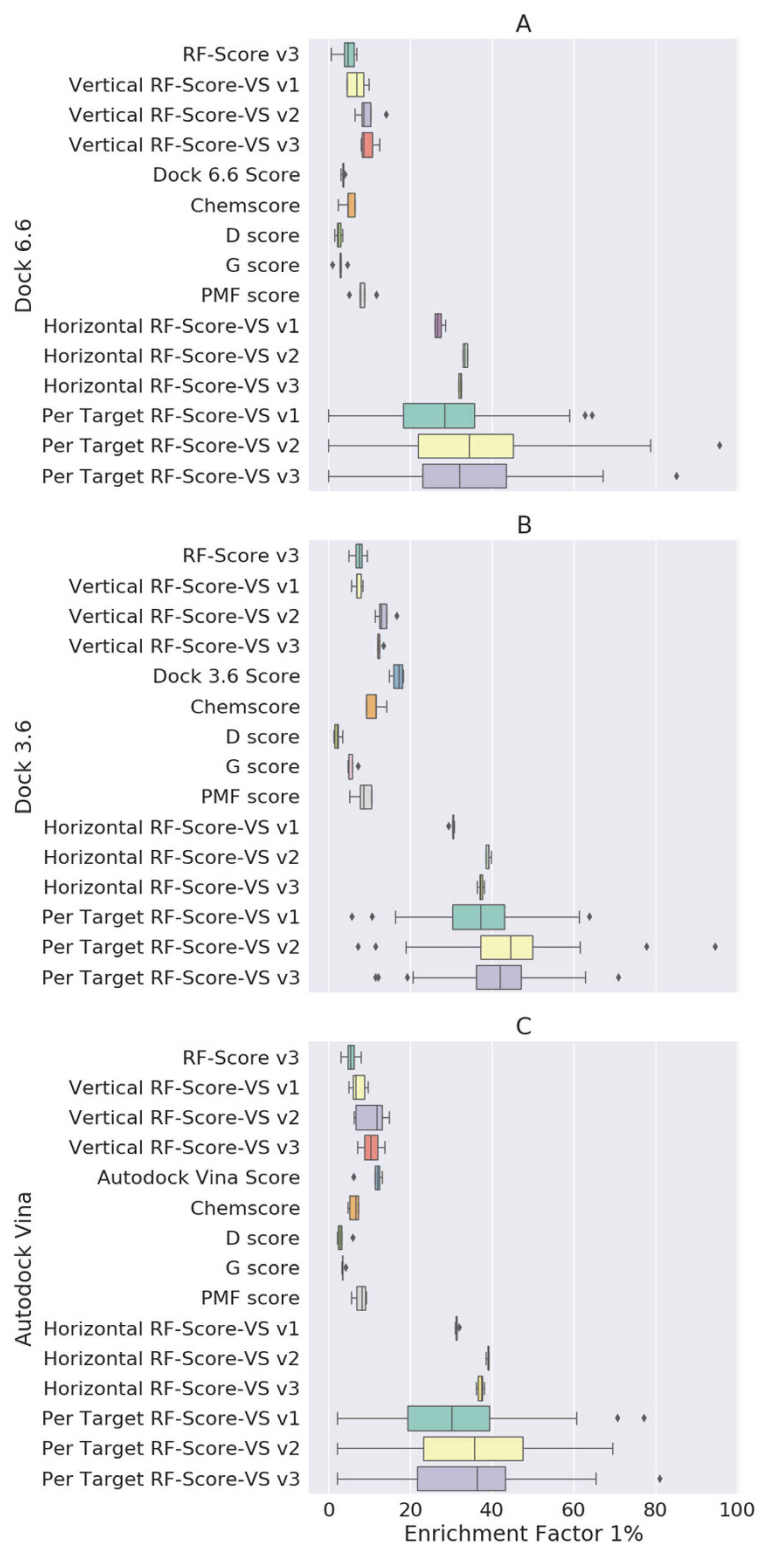 A
RF-Score v3
Vertical RF-Score-VS v1
Vertical RF-Score-VS v2
Vertical RF-Score-VS v3
Dock 6.6 Score
Chemscore
D score
G score
PMF score
Horizontal RF-Score-VS v1
Horizontal RF-Score-VS v2
Horizontal RF-Score-VS v3
Per Target RF-Score-VS v1
Per Target RF-Score-VS v2
Per Target RF-Score-VS v3
Dock 6.6
B
RF-Score v3
Vertical RF-Score-VS v1
Vertical RF-Score-VS v2
Vertical RF-Score-VS v3
Dock 3.6 Score
Chemscore
D score
G score
PMF score
Horizontal RF-Score-VS v1
Horizontal RF-Score-VS v2
Horizontal RF-Score-VS v3
Per Target RF-Score-VS v1
Per Target RF-Score-VS v2
Per Target RF-Score-VS v3
Dock 3.6
C
RF-Score v3
Vertical RF-Score-VS v1
Vertical RF-Score-VS v2
Vertical RF-Score-VS v3
Autodock Vina Score
Chemscore
D score
G score
PMF score
Horizontal RF-Score-VS v1
Horizontal RF-Score-VS v2
Horizontal RF-Score-VS v3
Per Target RF-Score-VS v1
Per Target RF-Score-VS v2
Per Target RF-Score-VS v3
Autodock Vina
0 20 40 60 80 100
Enrichment Factor 1%